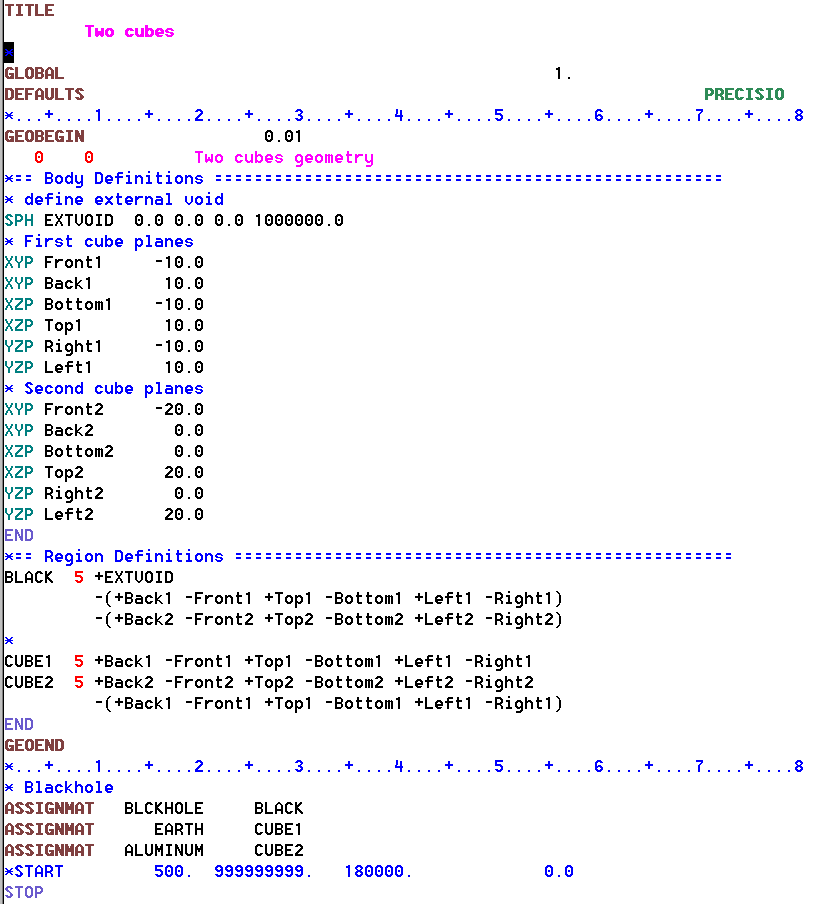 TITLE
        Two cubes
*
GLOBAL                                                 1.
DEFAULTS                                                              PRECISIO
*...+....1....+....2....+....3....+....4....+....5....+....6....+....7....+....8
GEOBEGIN                  0.01
   0    0          Two cubes geometry
*== Body Definitions ===================================================
* define external void
SPH EXTVOID  0.0 0.0 0.0 1000000.0
* First cube planes
XYP Front1     -10.0
XYP Back1       10.0
XZP Bottom1    -10.0
XZP Top1        10.0
YZP Right1     -10.0
YZP Left1       10.0
* Second cube planes
XYP Front2     -20.0
XYP Back2        0.0
XZP Bottom2      0.0
XZP Top2        20.0
YZP Right2       0.0
YZP Left2       20.0
END
*== Region Definitions ==================================================
BLACK  5 +EXTVOID
         -(+Back1 -Front1 +Top1 -Bottom1 +Left1 -Right1)
         -(+Back2 -Front2 +Top2 -Bottom2 +Left2 -Right2)
*
CUBE1  5 +Back1 -Front1 +Top1 -Bottom1 +Left1 -Right1
CUBE2  5 +Back2 -Front2 +Top2 -Bottom2 +Left2 -Right2
         -(+Back1 -Front1 +Top1 -Bottom1 +Left1 -Right1)
END
GEOEND
*...+....1....+....2....+....3....+....4....+....5....+....6....+....7....+....8
* Blackhole
ASSIGNMAT   BLCKHOLE     BLACK
ASSIGNMAT      EARTH     CUBE1
ASSIGNMAT   ALUMINUM     CUBE2
*START         500.  999999999.   180000.             0.0
STOP